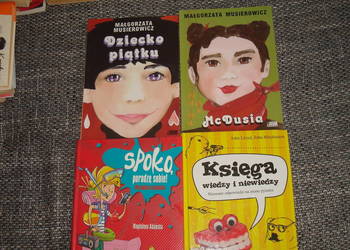 MAŁGORZATA
MUSIEROWICZ
Dziecko
piątku
MAŁGORZATA
MUSIEROWICZ
McDusia
SPOKO,
poradzę sobie!
Księga
wiedzy i niewiedzy